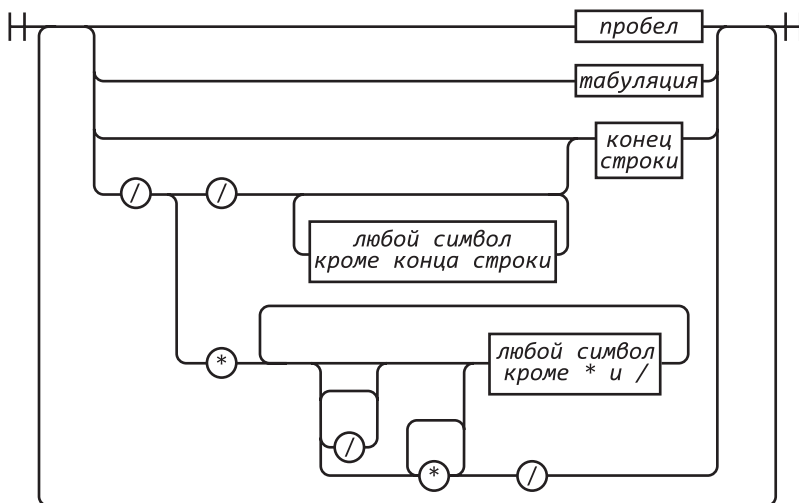 пробел
табуляция
конец
строки
/
/
любой символ
кроме конца строки
*
любой символ
кроме * и /
/
*
/